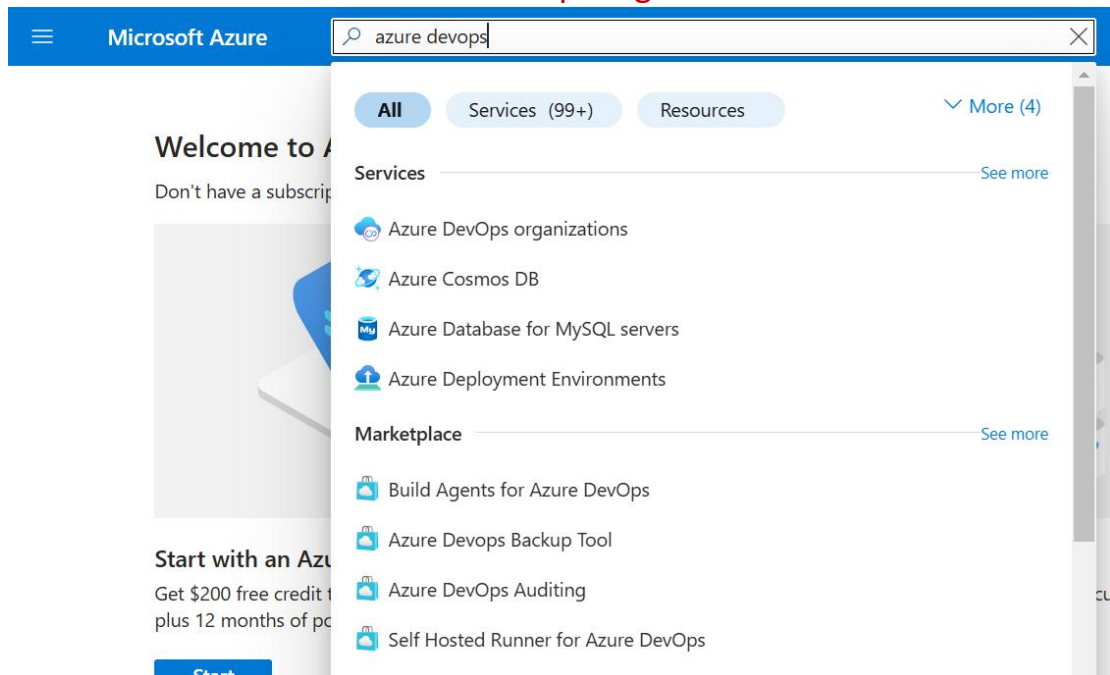 Microsoft Azure
azure devops
All
Services (99+)
Resources
More (4)
Welcome to
Don't have a
Services
See more
Azure DevOps organizations
Azure Cosmos DB
My
Azure Database for MySQL servers
Azure Deployment Environments
Marketplace
See more
Build Agents for Azure DevOps
Azure Devops Backup Tool
Azure DevOps Auditing
Self Hosted Runner for Azure DevOps
Start with an
Get $200 free credit
plus 12 months of
Start